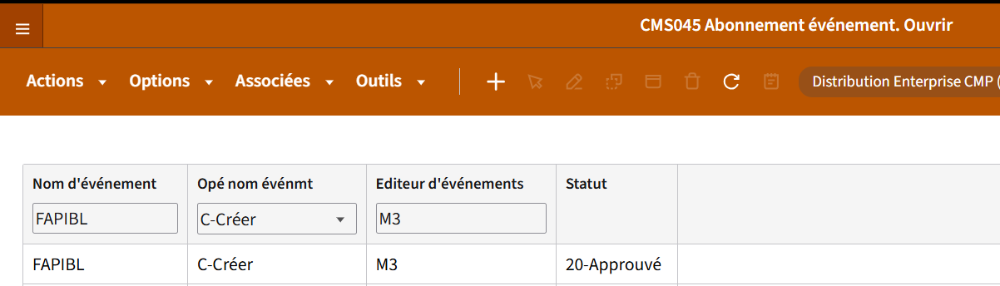 CMS045 Abonnement événement. Ouvrir
Actions Options Associées Outils Distribution Enterprise CMP (
Nom d'événement Opé nom événmt Editeur d'événements Statut
FAPIBL C-Créer M3
FAPIBL C-Créer M3 20-Approuvé